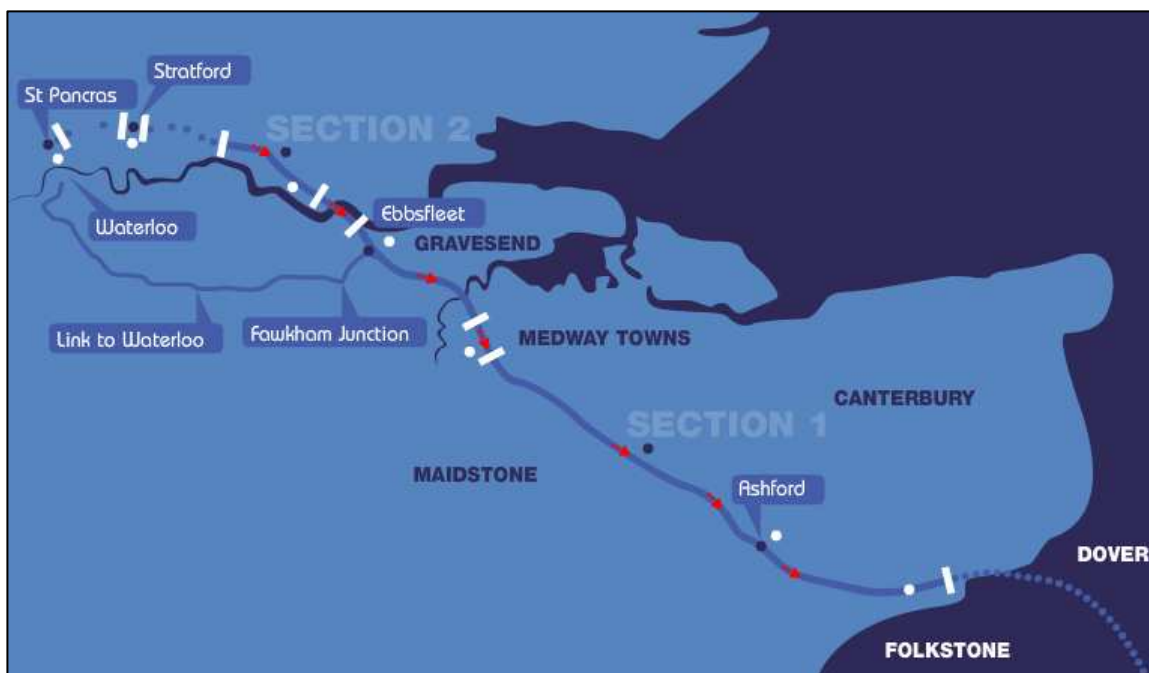 Stratford
St Pancras
SECTION 2
Waterloo
Ebbsfleet
GRAVESEND
Link to Waterloo
Fawkham Junction
MEDWAY TOWNS
CANTERBURY
SECTION 1
MAIDSTONE
Ashford
DOVER
FOLKSTONE